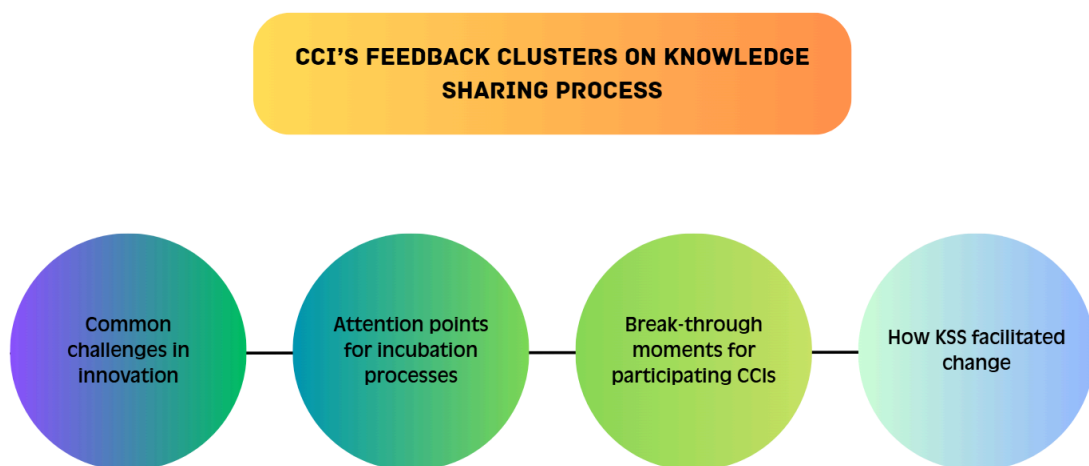 CCI'S FEEDBACK CLUSTERS ON KNOWLEDGE
SHARING PROCESS
Common
challenges in
innovation
Attention points
for incubation
processes
Break-through
moments for
participating CCIs
How KSS facilitated
change